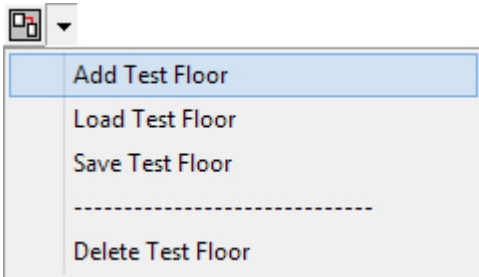 Add Test Floor
Load Test Floor
Save Test Floor
------------------------------
Delete Test Floor